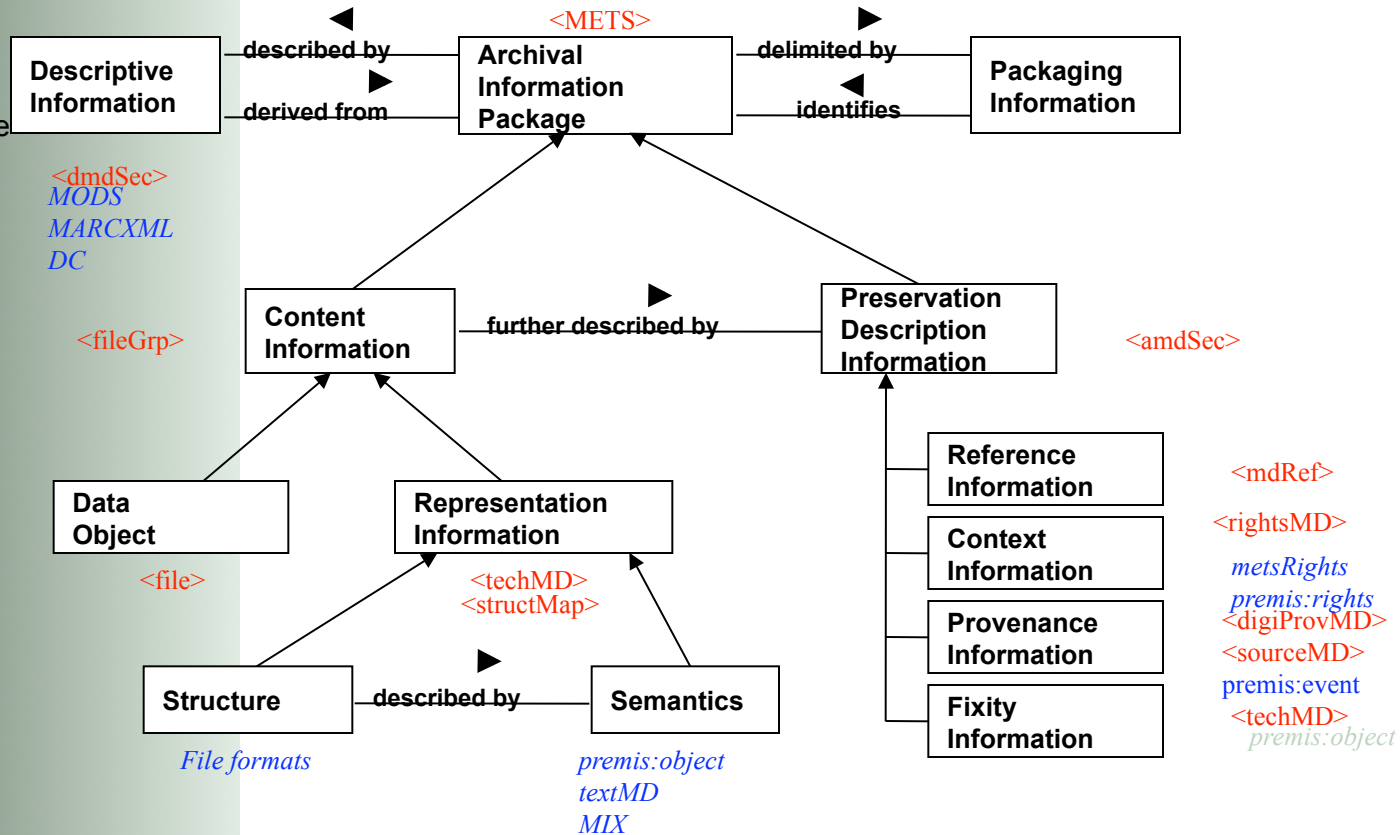 <METS>
described by
delimited by
Descriptive
Information
Archival
Information
Package
Packaging
Information
derived from
identifies
e
<dmdSec>
MODS
MARCXML
DC
<fileGrp>
Content
Information
further described by
Preservation
Description
Information
<amdSec>
Data
Object
<file>
Representation
Information
<techMD>
<structMap>
Reference
Information
<mdRef>
<rightsMD>
Context
Information
metsRights
premis:rights
<digiProvMD>
Provenance
Information
<sourceMD>
premis:event
Fixity
Information
<techMD>
premis:object
Structure
described by
Semantics
File formats
premis:object
textMD
MIX